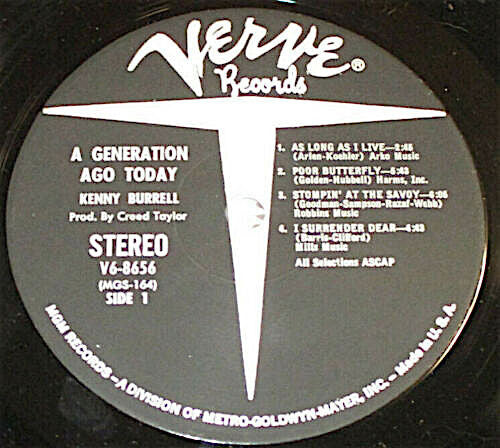 Verve®
Records
A GENERATION
AGO TODAY
KENNY BURRELL
Prod. By Creed Taylor
STEREO
V6-8656
(MGS-164)
SIDE 1
1. AS LONG AS I LIVE—2:45
(Arlen-Koehler) Arko Music
2. POOR BUTTERFLY—5:43
(Golden-Hubbell) Harms, Inc.
3. STOMPIN' AT THE SAVOY—6:05
(Goodman-Sampson-Razaf-Webb)
Robbins Music
4. I SURRENDER DEAR—4:43
(Barris-Clifford)
Mills Music
All Selections ASCAP
MGM RECORDS—A DIVISION OF METRO-GOLDWYN-MAYER, INC.—Made in U.S.A.